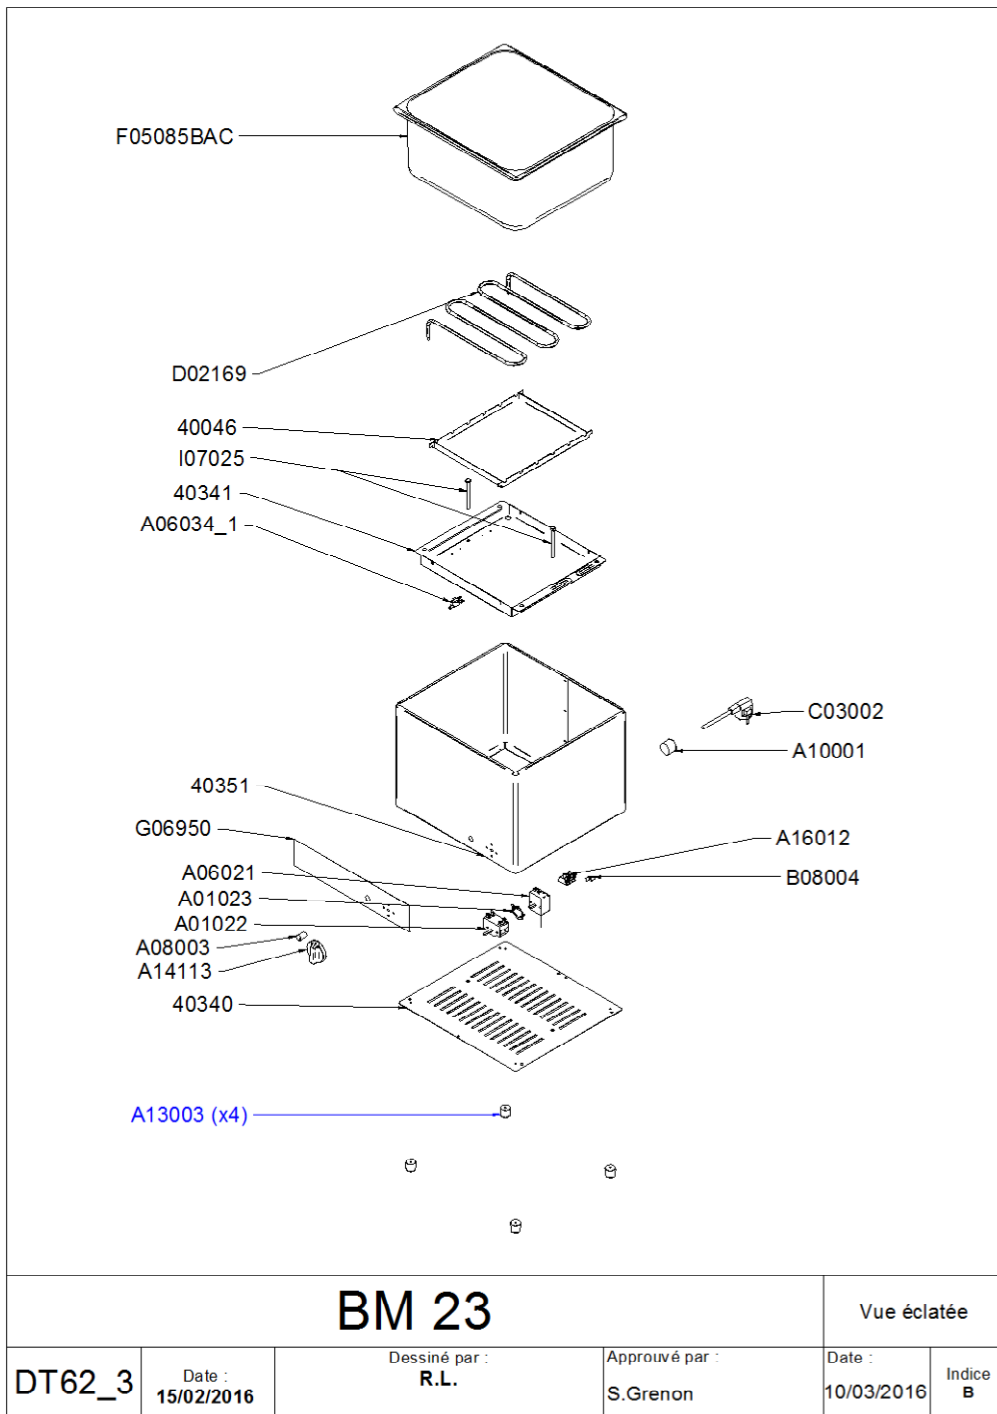 F05085BAC
D02169
40046
I07025
40341
A06034_1
C03002
A10001
40351
G06950
A16012
A06021
B08004
A01023
A01022
A08003
A14113
40340
A13003 (x4)
BM 23
Vue éclatée
DT62_3
Date :
15/02/2016
Dessiné par :
R.L.
Approuvé par :
S.Grenon
Date :
10/03/2016
Indice
B